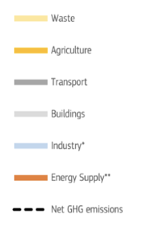 Waste
Agriculture
Transport
Buildings
Industry*
Energy Supply**
Net GHG emissions